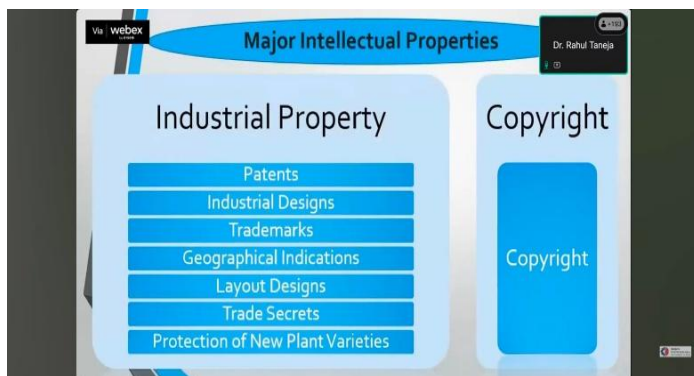 Via webex
Major Intellectual Properties
+193
Dr. Rahul Taneja
Industrial Property
Patents
Industrial Designs
Trademarks
Geographical Indications
Layout Designs
Trade Secrets
Protection of New Plant Varieties
Copyright
Copyright